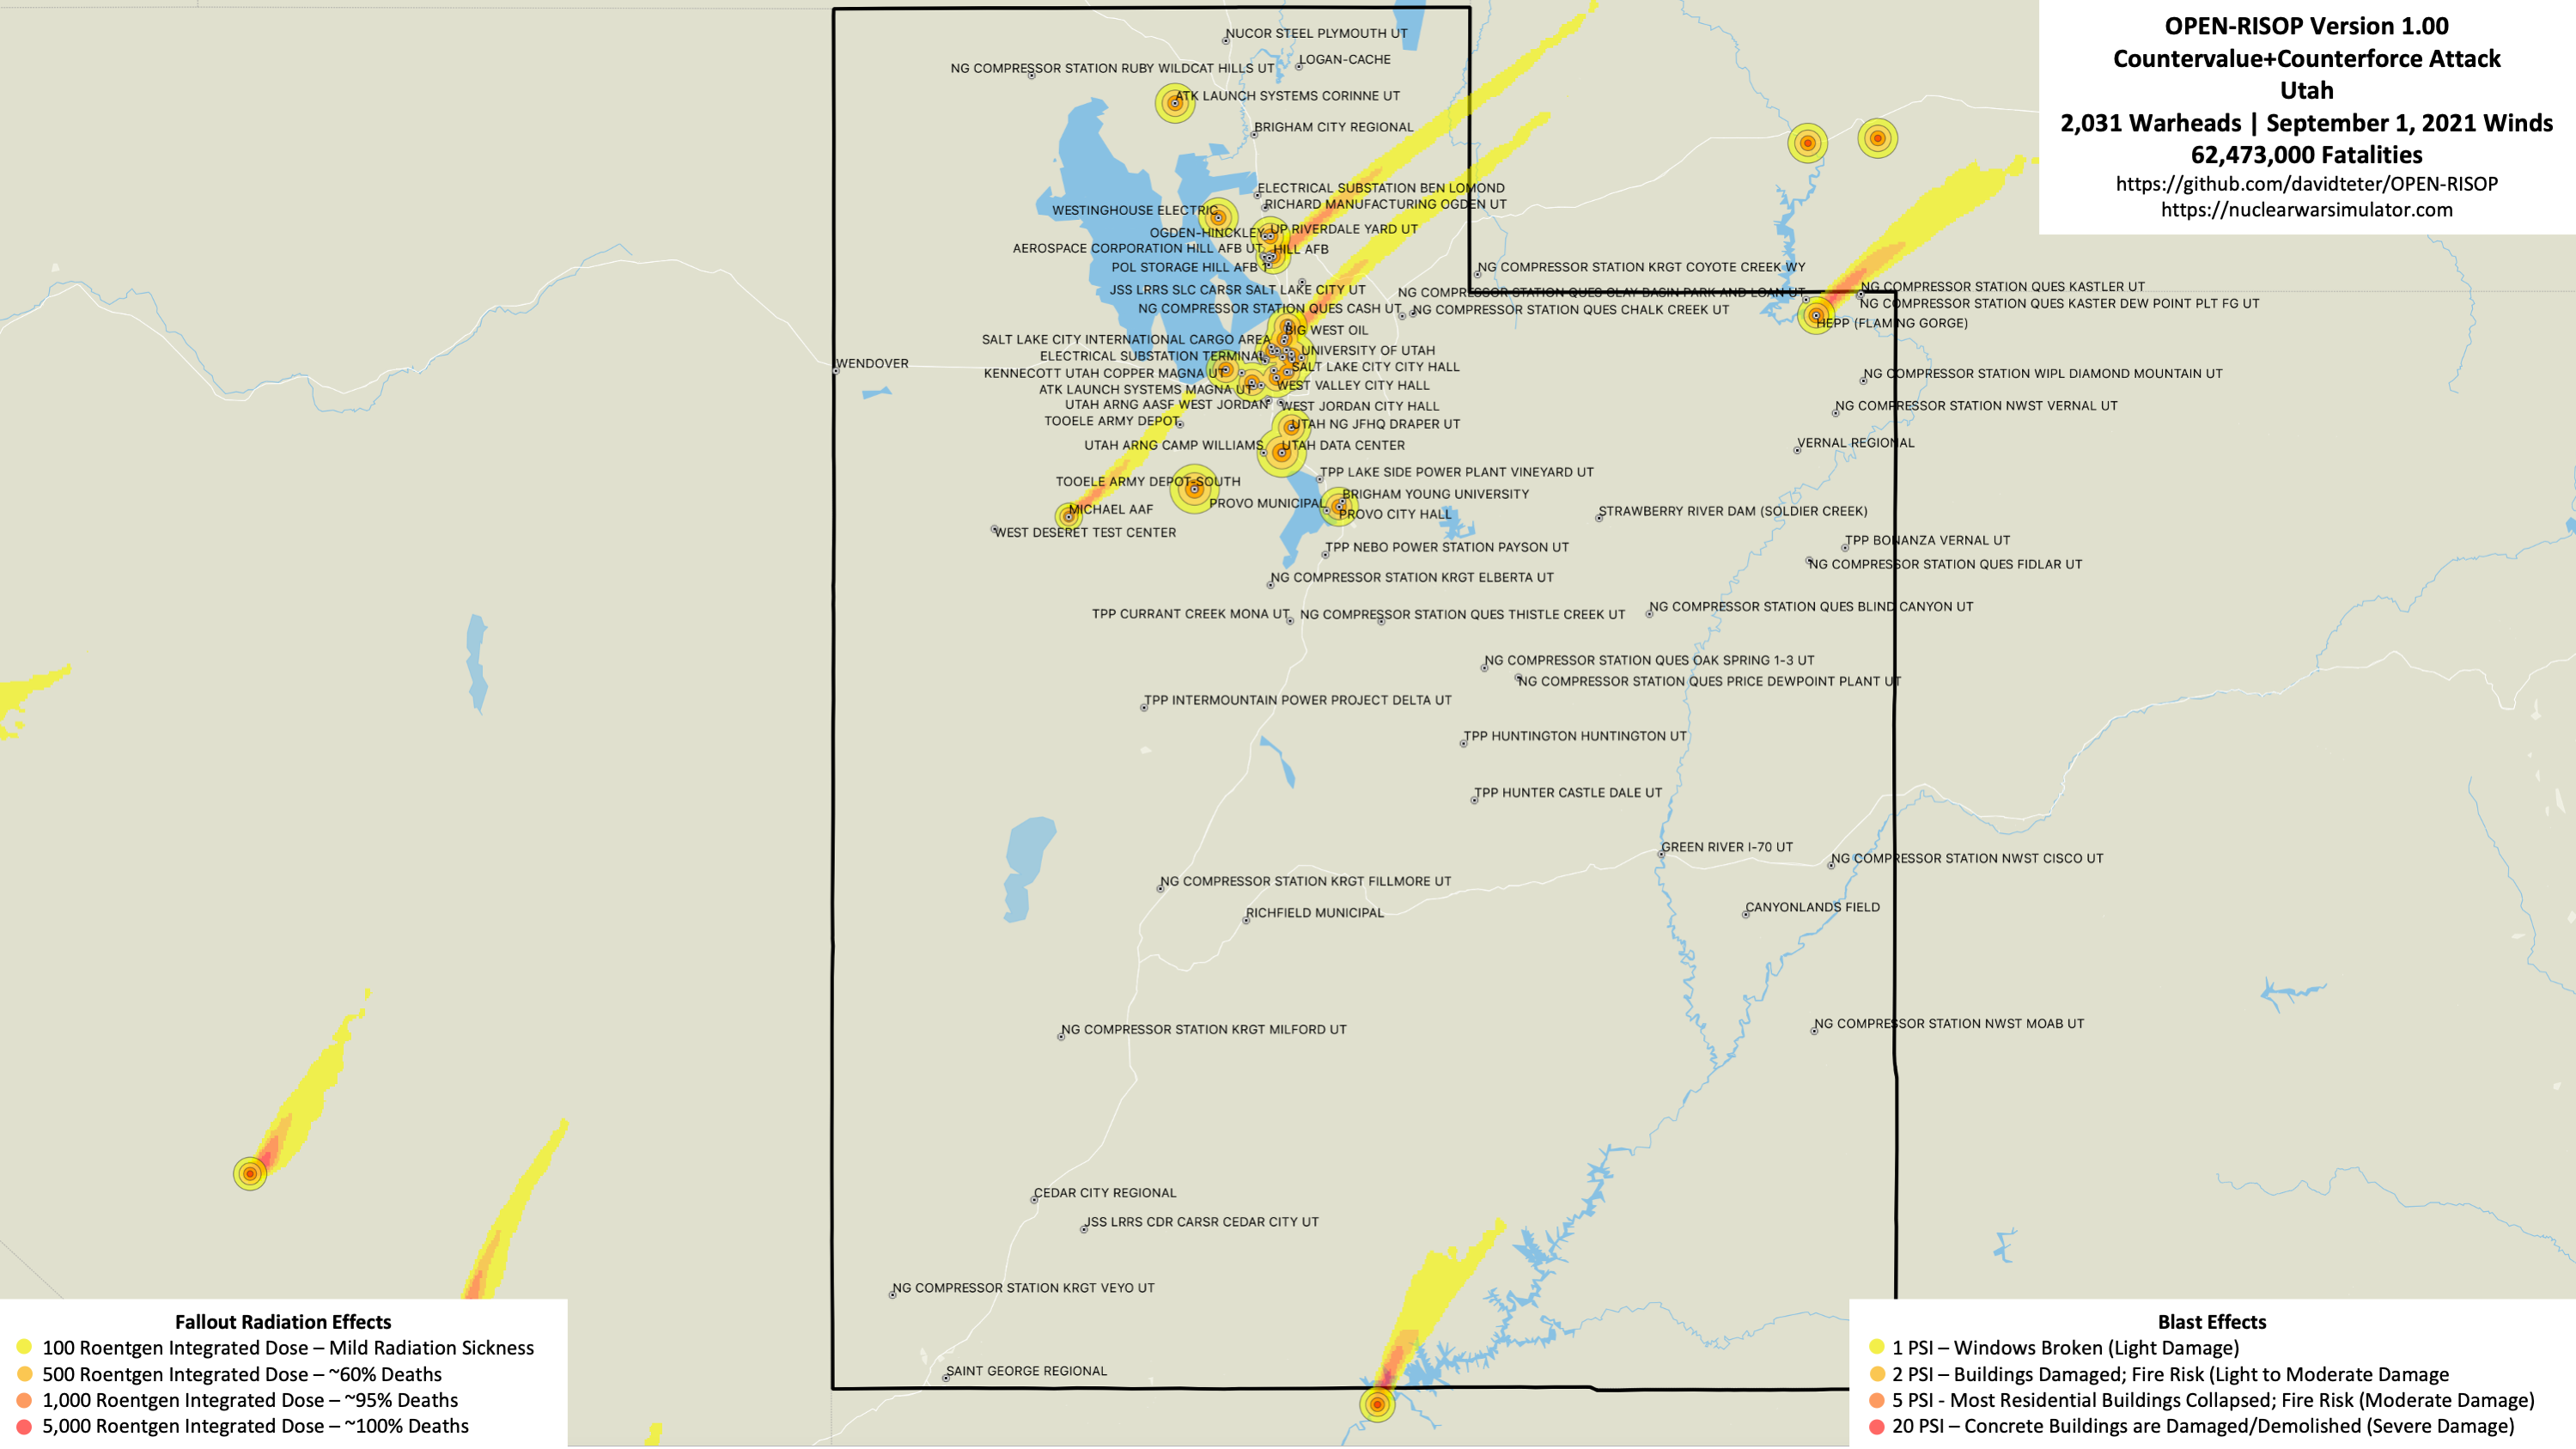 OPEN-RISOP Version 1.00
Countervalue+Counterforce Attack
Utah
2,031 Warheads | September 1, 2021 Winds
62,473,000 Fatalities
https://github.com/davidteter/OPEN-RISOP
https://nuclearwarsimulator.com
NUCOR STEEL PLYMOUTH UT
LOGAN-CACHE
NG COMPRESSOR STATION RUBY WILDCAT HILLS UT
ATK LAUNCH SYSTEMS CORINNE UT
BRIGHAM CITY REGIONAL
ELECTRICAL SUBSTATION BEN LOMOND
RICHARD MANUFACTURING OGDEN UT
WESTINGHOUSE ELECTRIC
OGDEN-HINCKLEY
UP RIVERDALE YARD UT
AEROSPACE CORPORATION HILL AFB UT
HILL AFB
POL STORAGE HILL AFB 1
NG COMPRESSOR STATION KRGT COYOTE CREEK WY
JSS LRRS SLC CARSR SALT LAKE CITY UT
NG COMPRESSOR STATION QUES CLAY BASIN PARK AND LOAN UT
NG COMPRESSOR STATION QUES KASTLER UT
NG COMPRESSOR STATION QUES KASTER DEW POINT PLT FG UT
NG COMPRESSOR STATION QUES CASH UT
NG COMPRESSOR STATION QUES CHALK CREEK UT
HEPP (FLAMING GORGE)
BIG WEST OIL
SALT LAKE CITY INTERNATIONAL CARGO AREA
UNIVERSITY OF UTAH
ELECTRICAL SUBSTATION TERMINAL
WENDOVER
SALT LAKE CITY CITY HALL
KENNECOTT UTAH COPPER MAGNA UT
NG COMPRESSOR STATION WIPL DIAMOND MOUNTAIN UT
WEST VALLEY CITY HALL
ATK LAUNCH SYSTEMS MAGNA UT
UTAH ARNG AASF WEST JORDAN
WEST JORDAN CITY HALL
NG COMPRESSOR STATION NWST VERNAL UT
TOOELE ARMY DEPOT
UTAH NG JFHQ DRAPER UT
UTAH ARNG CAMP WILLIAMS
UTAH DATA CENTER
VERNAL REGIONAL
TPP LAKE SIDE POWER PLANT VINEYARD UT
TOOELE ARMY DEPOT-SOUTH
BRIGHAM YOUNG UNIVERSITY
PROVO MUNICIPAL
MICHAEL AAF
PROVO CITY HALL
STRAWBERRY RIVER DAM (SOLDIER CREEK)
WEST DESERET TEST CENTER
TPP BONANZA VERNAL UT
TPP NEBO POWER STATION PAYSON UT
NG COMPRESSOR STATION QUES FIDLAR UT
NG COMPRESSOR STATION KRGT ELBERTA UT
NG COMPRESSOR STATION QUES BLIND CANYON UT
TPP CURRANT CREEK MONA UT
NG COMPRESSOR STATION QUES THISTLE CREEK UT
NG COMPRESSOR STATION QUES OAK SPRING 1-3 UT
NG COMPRESSOR STATION QUES PRICE DEWPOINT PLANT UT
TPP INTERMOUNTAIN POWER PROJECT DELTA UT
TPP HUNTINGTON HUNTINGTON UT
TPP HUNTER CASTLE DALE UT
GREEN RIVER I-70 UT
NG COMPRESSOR STATION NWST CISCO UT
NG COMPRESSOR STATION KRGT FILLMORE UT
CANYONLANDS FIELD
RICHFIELD MUNICIPAL
NG COMPRESSOR STATION NWST MOAB UT
NG COMPRESSOR STATION KRGT MILFORD UT
CEDAR CITY REGIONAL
JSS LRRS CDR CARSR CEDAR CITY UT
NG COMPRESSOR STATION KRGT VEYO UT
SAINT GEORGE REGIONAL
Fallout Radiation Effects
100 Roentgen Integrated Dose – Mild Radiation Sickness
500 Roentgen Integrated Dose – ~60% Deaths
1,000 Roentgen Integrated Dose – ~95% Deaths
5,000 Roentgen Integrated Dose – ~100% Deaths
Blast Effects
1 PSI – Windows Broken (Light Damage)
2 PSI – Buildings Damaged; Fire Risk (Light to Moderate Damage
5 PSI - Most Residential Buildings Collapsed; Fire Risk (Moderate Damage)
20 PSI – Concrete Buildings are Damaged/Demolished (Severe Damage)